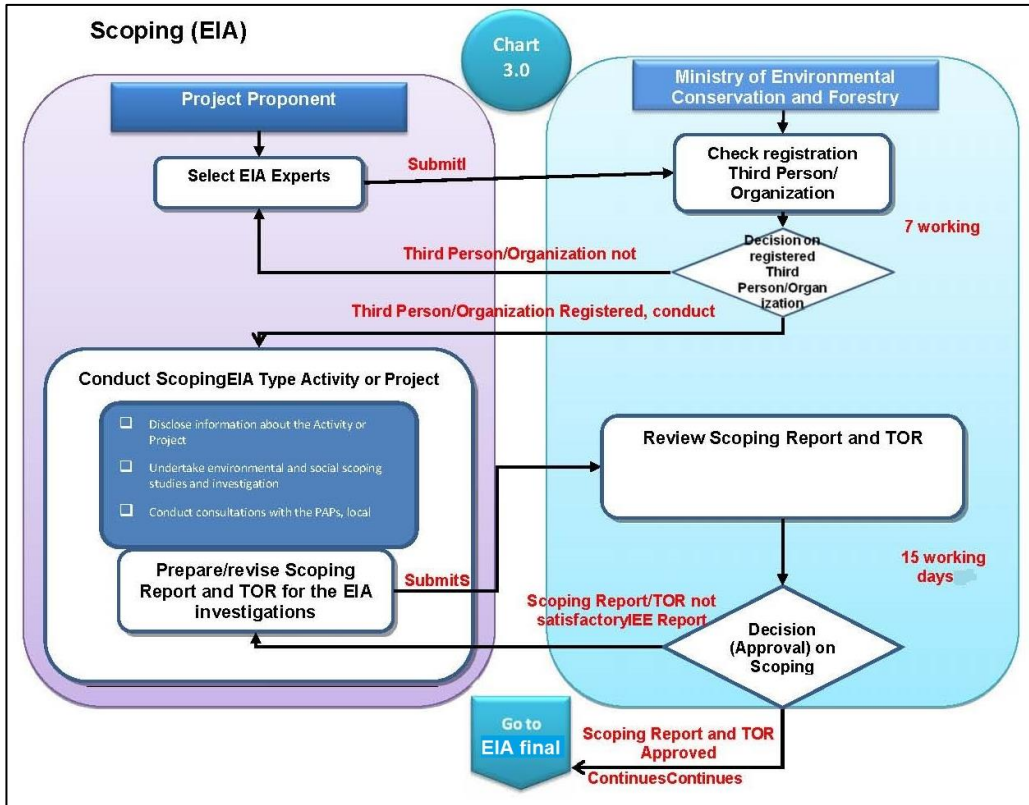 Scoping (EIA)
Chart
3.0
Project Proponent
Ministry of Environmental
Conservation and Forestry
Select EIA Experts
SubmitI
Check registration
Third Person/
Organization
7 working
Decision on
registered
Third
Person/Organ
ization
Third Person/Organization not
Third Person/Organization Registered, conduct
Conduct ScopingEIA Type Activity or Project
Disclose information about the Activity or
Project
Undertake environmental and social scoping
studies and investigation
Conduct consultations with the PAPs, local
Prepare/revise Scoping
Report and TOR for the EIA
investigations
SubmitS
Review Scoping Report and TOR
15 working
days
Scoping Report/TOR not
satisfactoryIEE Report
Decision
(Approval) on
Scoping
Go to
EIA final
Scoping Report and TOR
Approved
ContinuesContinues